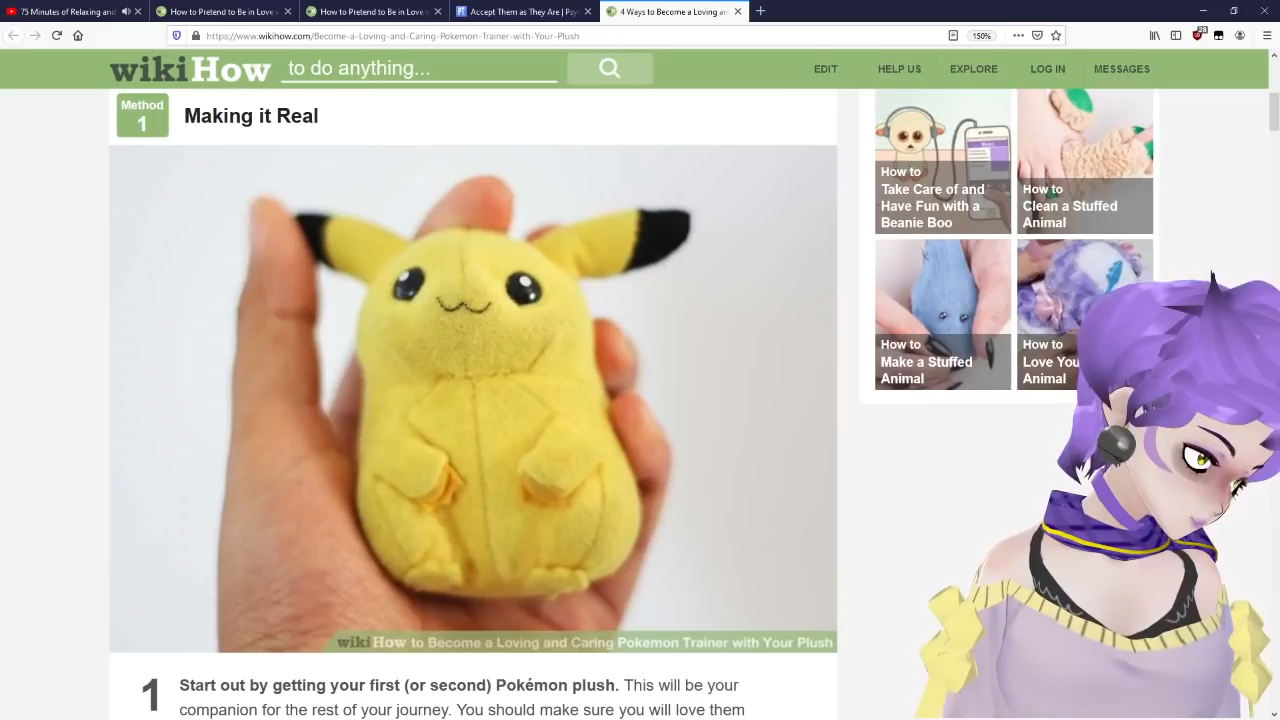 75 Minutes of Relaxing and
How to Pretend to Be in Love
How to Pretend to Be in Love
Accept Them as They Are | Psy
4 Ways to Become a Loving an
https://www.wikihow.com/Become-a-Loving-and-Caring-Pokemon-Trainer-with-Your-Plush
150%
wikiHow to do anything...
EDIT HELP US EXPLORE LOG IN MESSAGES
Method
1
Making it Real
How to
Take Care of and
Have Fun with a
Beanie Boo
How to
Clean a Stuffed
Animal
How to
Make a Stuffed
Animal
How to
Love You
Animal
wikiHow to Become a Loving and Caring Pokemon Trainer with Your Plush
1 Start out by getting your first (or second) Pokémon plush. This will be your
companion for the rest of your journey. You should make sure you will love them